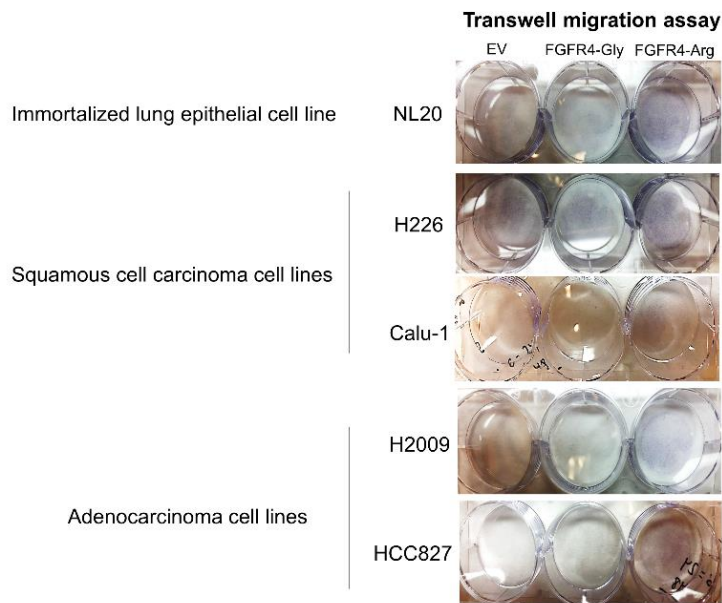 Transwell migration assay
EV FGFR4-Gly FGFR4-Arg
Immortalized lung epithelial cell line NL20
H226
Squamous cell carcinoma cell lines
Calu-1
H2009
Adenocarcinoma cell lines
HCC827